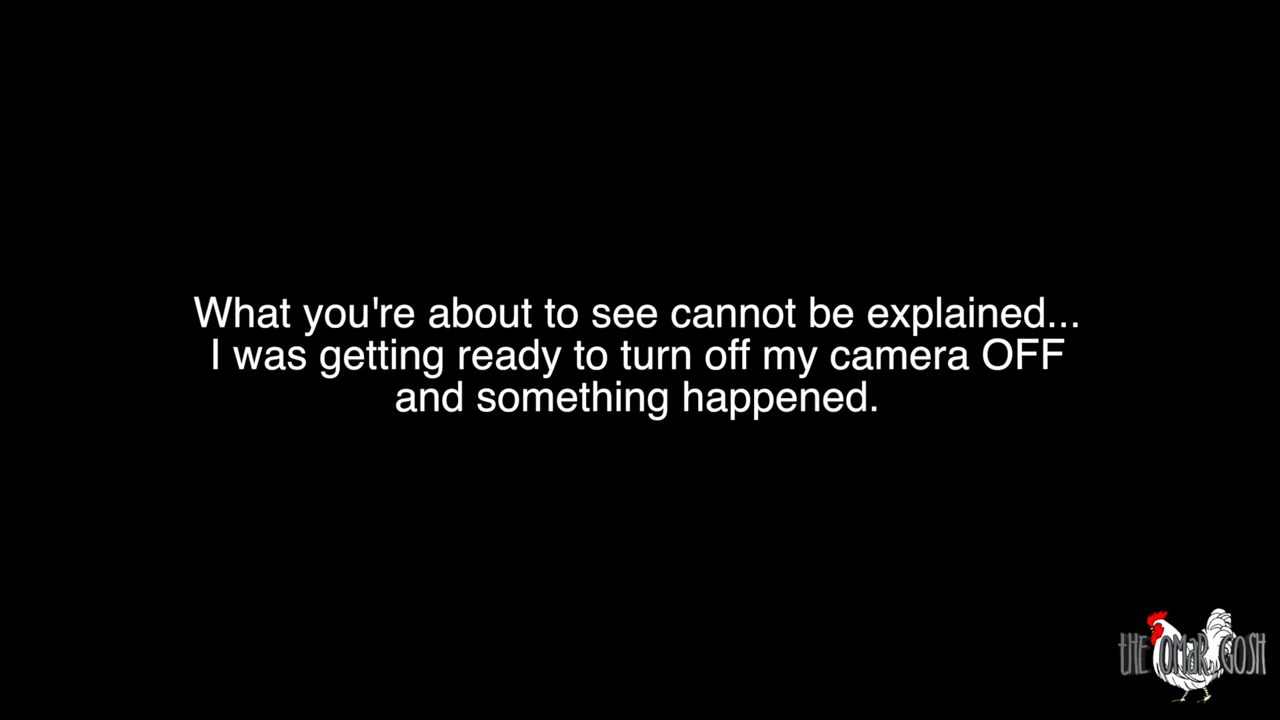 What you're about to see cannot be explained...
I was getting ready to turn off my camera OFF
and something happened.
THE OMAR GOSH